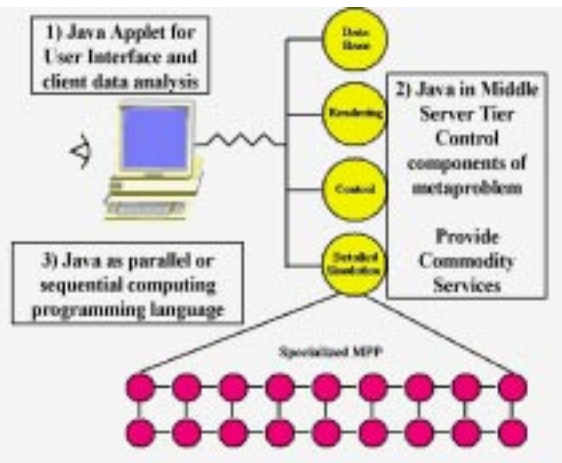 1) Java Applet for
User Interface and
client data analysis
Data
Base
Rendering
Control
Detailed
Simulation
2) Java in Middle
Server Tier
Control
components of
metaproblem
Provide
Commodity
Services
3) Java as parallel or
sequential computing
programming language
Specialized MPP